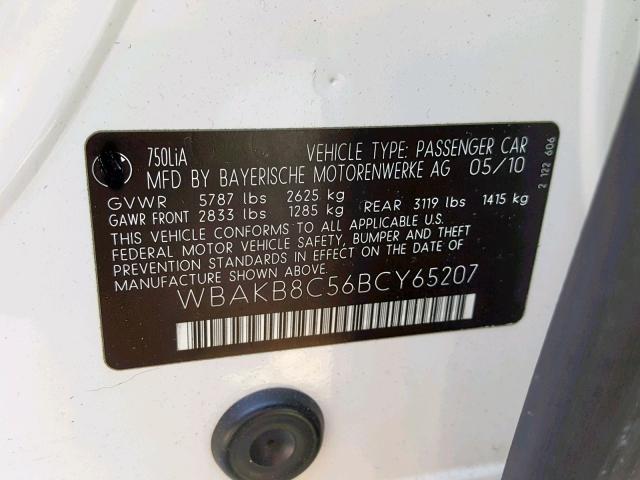 750LiA VEHICLE TYPE: PASSENGER CAR
MFD BY BAYERISCHE MOTORENWERKE AG 05/10
GVWR 5787 lbs 2625 kg
GAWR FRONT 2833 lbs 1285 kg REAR 3119 lbs 1415 kg
THIS VEHICLE CONFORMS TO ALL APPLICABLE U.S.
FEDERAL MOTOR VEHICLE SAFETY, BUMPER AND THEFT
PREVENTION STANDARDS IN EFFECT ON THE DATE OF
MANUFACTURE SHOWN ABOVE.
WBAKB8C56BCY65207
2 122 606